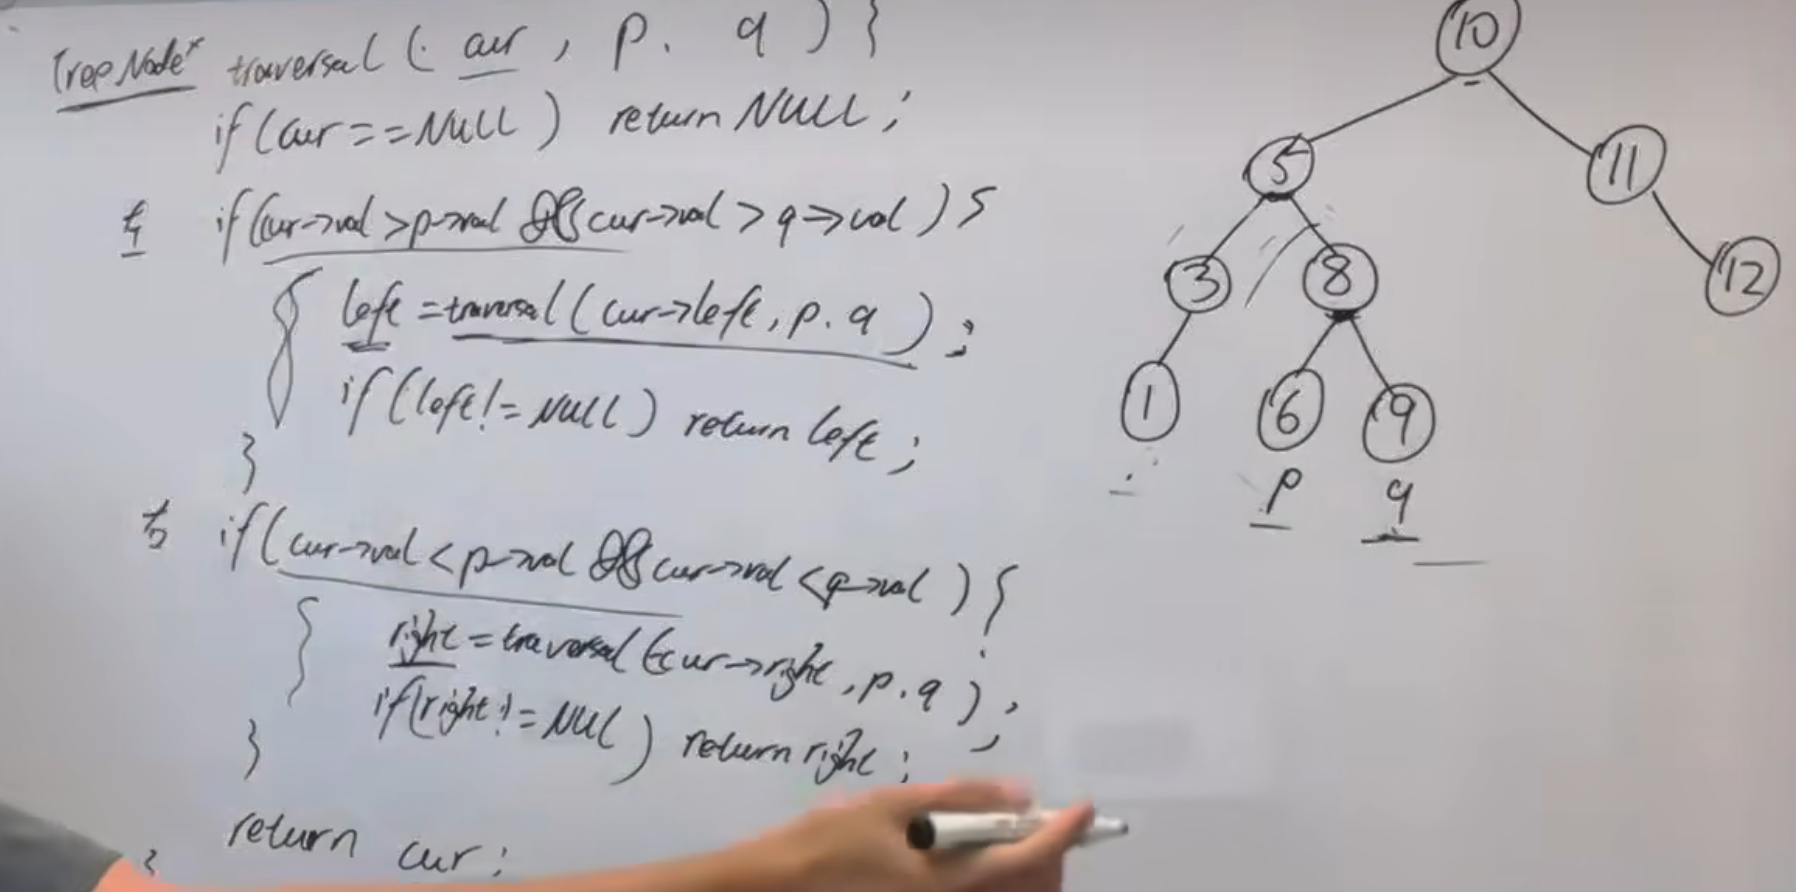 TreeNode* traversal ( cur , p . q ) {
if (cur == NULL) return NULL ;
左 if (cur->val > p->val && cur->val > q->val ) {
left = traversal ( cur->left , p . q ) ;
if (left != NULL) return left ;
}
右 if (cur->val < p->val && cur->val < q->val ) {
right = traversal (cur->right , p . q ) ;
if (right != NULL) return right ;
}
return cur ;
}
10
5
11
3
8
12
1
6
9
p
q